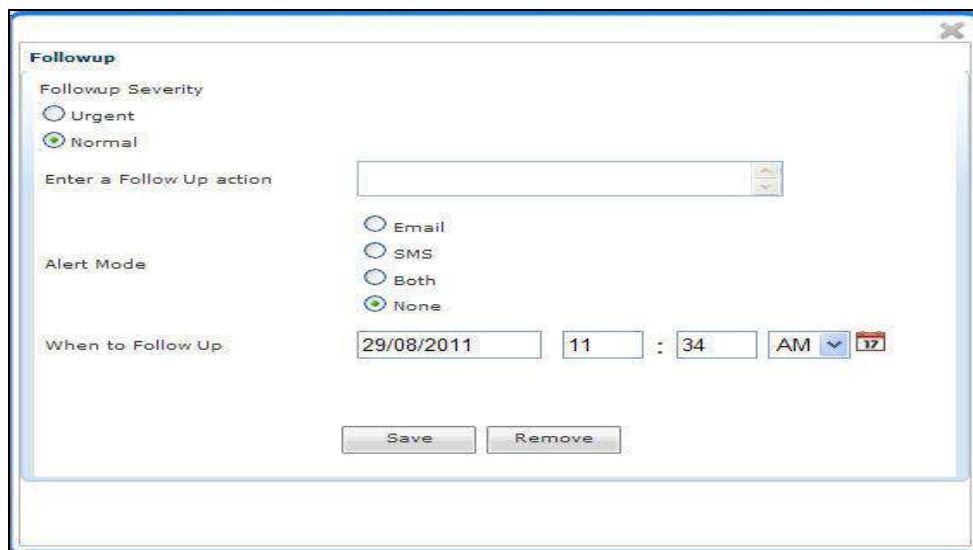 Followup
Followup Severity
Urgent
Normal
Enter a Follow Up action
Email
SMS
Alert Mode
Both
None
When to Follow Up 29/08/2011 11 : 34 AM 17
Save Remove